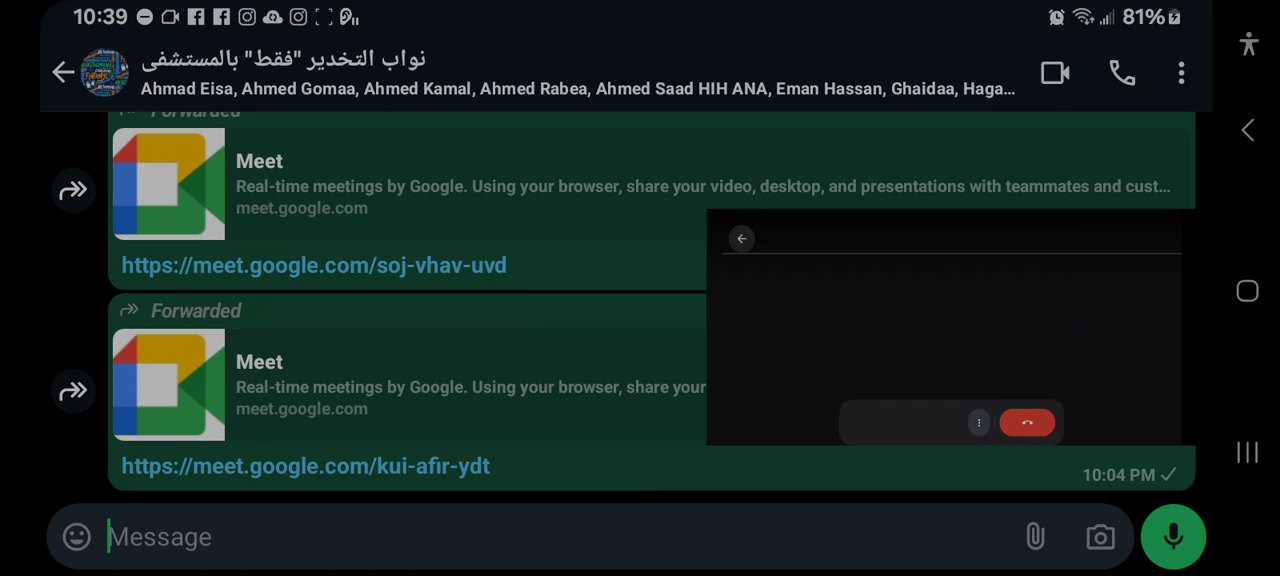 10:39
81%
نواب التخدير "فقط" بالمستشفى
Ahmad Eisa, Ahmed Gomaa, Ahmed Kamal, Ahmed Rabea, Ahmed Saad HIH ANA, Eman Hassan, Ghaidaa, Haga...
Forwarded
Meet
Real-time meetings by Google. Using your browser, share your video, desktop, and presentations with teammates and cust...
meet.google.com
https://meet.google.com/soj-vhav-uvd
Forwarded
Meet
Real-time meetings by Google. Using your browser, share your
meet.google.com
https://meet.google.com/kui-afir-ydt
10:04 PM
Message